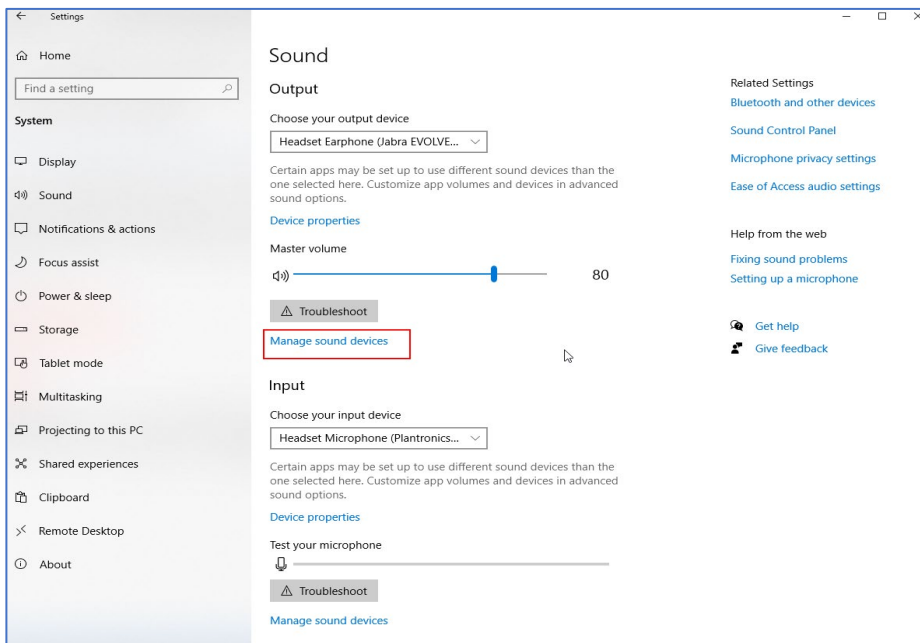 Settings
Home
Find a setting
System
Display
Sound
Notifications & actions
Focus assist
Power & sleep
Storage
Tablet mode
Multitasking
Projecting to this PC
Shared experiences
Clipboard
Remote Desktop
About
Sound
Output
Choose your output device
Headset Earphone (Jabra EVOLVE...
Certain apps may be set up to use different sound devices than the
one selected here. Customize app volumes and devices in advanced
sound options.
Device properties
Master volume
80
Troubleshoot
Manage sound devices
Input
Choose your input device
Headset Microphone (Plantronics...
Certain apps may be set up to use different sound devices than the
one selected here. Customize app volumes and devices in advanced
sound options.
Device properties
Test your microphone
Troubleshoot
Manage sound devices
Related Settings
Bluetooth and other devices
Sound Control Panel
Microphone privacy settings
Ease of Access audio settings
Help from the web
Fixing sound problems
Setting up a microphone
Get help
Give feedback